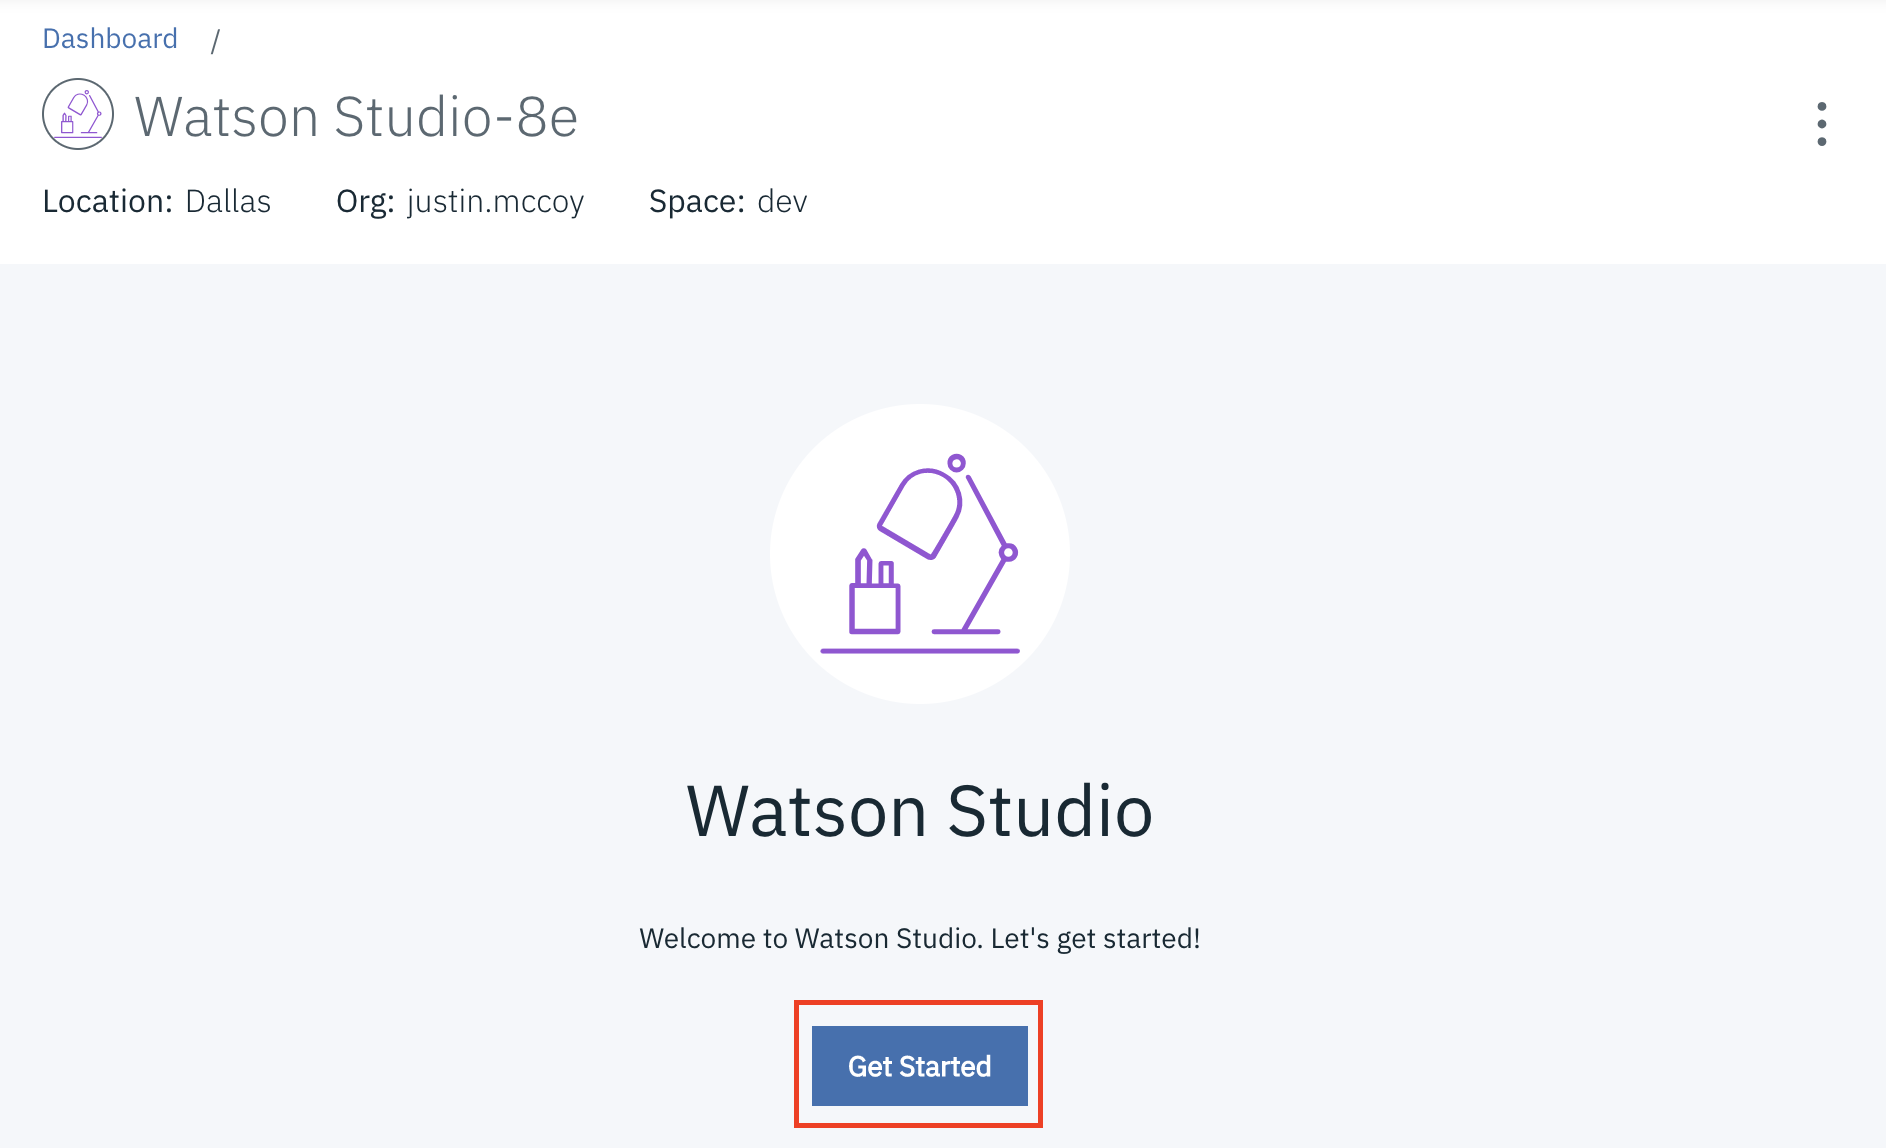 Dashboard /
Watson Studio-8e
Location: Dallas Org: justin.mccoy Space: dev
Watson Studio
Welcome to Watson Studio. Let's get started!
Get Started